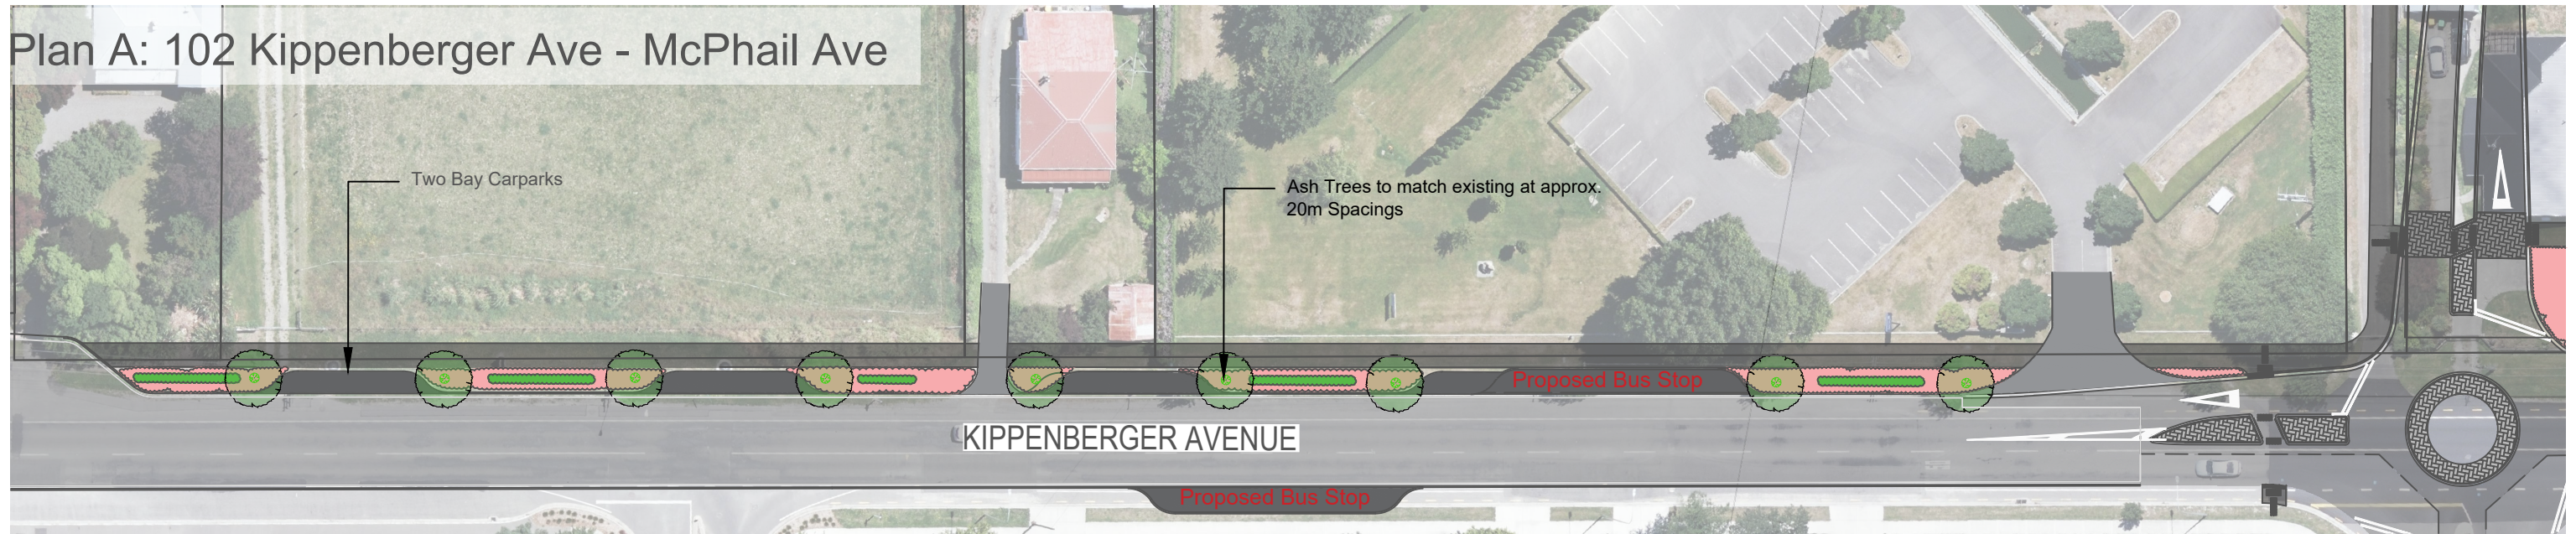 Plan A: 102 Kippenberger Ave - McPhail Ave
Two Bay Carparks
Ash Trees to match existing at approx.
20m Spacings
Proposed Bus Stop
KIPPENBERGER AVENUE
Proposed Bus Stop